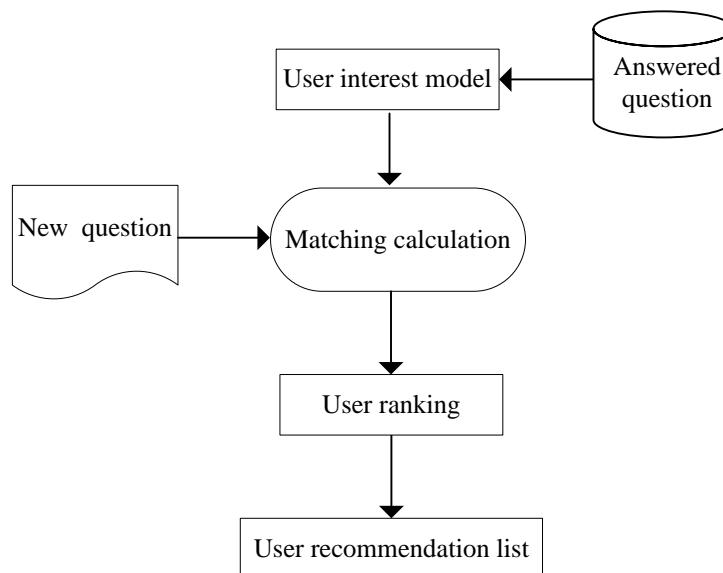 User interest model
Answered
question
New question
Matching calculation
User ranking
User recommendation list